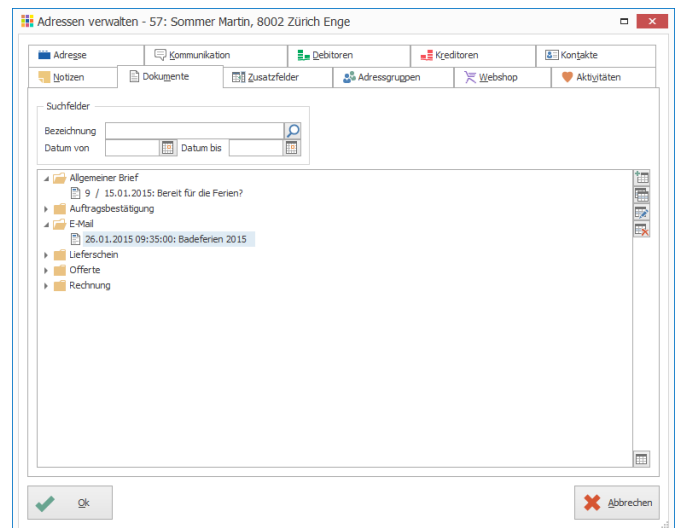 Adressen verwalten - 57: Sommer Martin, 8002 Zürich Enge
Adresse Kommunikation Debitoren Kreditoren Kontakte
Notizen Dokumente Zusatzfelder Adressgruppen Webshop Aktivitäten
Suchfelder
Bezeichnung
Datum von Datum bis
Allgemeiner Brief
9 / 15.01.2015: Bereit für die Ferien?
Auftragsbestätigung
E-Mail
26.01.2015 09:35:00: Badeferien 2015
Lieferschein
Offerte
Rechnung
Ok Abbrechen